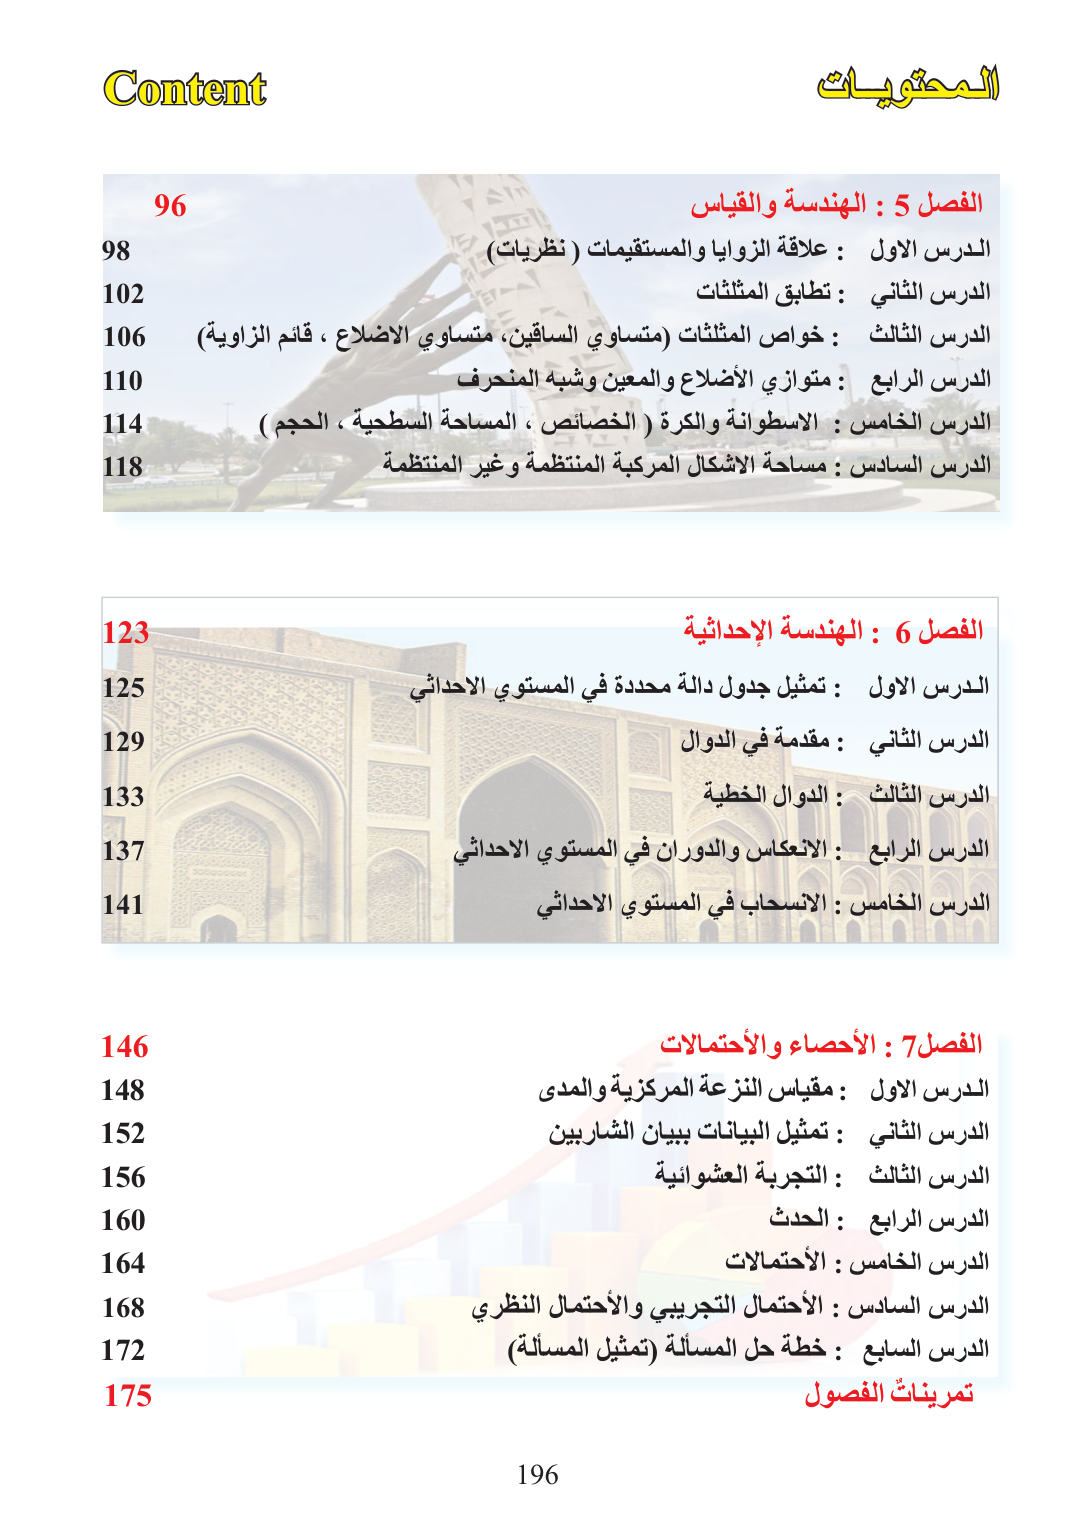 المحتويـــات Content
الفصل 5 : الهندسة والقياس 96
الـدرس الاول : علاقة الزوايا والمستقيمات ( نظريات) 98
الدرس الثاني : تطابق المثلثات 102
الدرس الثالث : خواص المثلثات (متساوي الساقين، متساوي الاضلاع ، قائم الزاوية) 106
الدرس الرابع : متوازي الأضلاع والمعين وشبه المنحرف 110
الدرس الخامس : الاسطوانة والكرة ( الخصائص ، المساحة السطحية ، الحجم ) 114
الدرس السادس : مساحة الاشكال المركبة المنتظمة وغير المنتظمة 118
الفصل 6 : الهندسة الإحداثية 123
الـدرس الاول : تمثيل جدول دالة محددة في المستوي الاحداثي 125
الدرس الثاني : مقدمة في الدوال 129
الدرس الثالث : الدوال الخطية 133
الدرس الرابع : الانعكاس والدوران في المستوي الاحداثي 137
الدرس الخامس : الانسحاب في المستوي الاحداثي 141
الفصل7 : الأحصاء والأحتمالات 146
الـدرس الاول : مقياس النزعة المركزية والمدى 148
الدرس الثاني : تمثيل البيانات ببيان الشاربين 152
الدرس الثالث : التجربة العشوائية 156
الدرس الرابع : الحدث 160
الدرس الخامس : الأحتمالات 164
الدرس السادس : الأحتمال التجريبي والأحتمال النظري 168
الدرس السابع : خطة حل المسألة (تمثيل المسألة) 172
تمريناتٌ الفصول 175
196